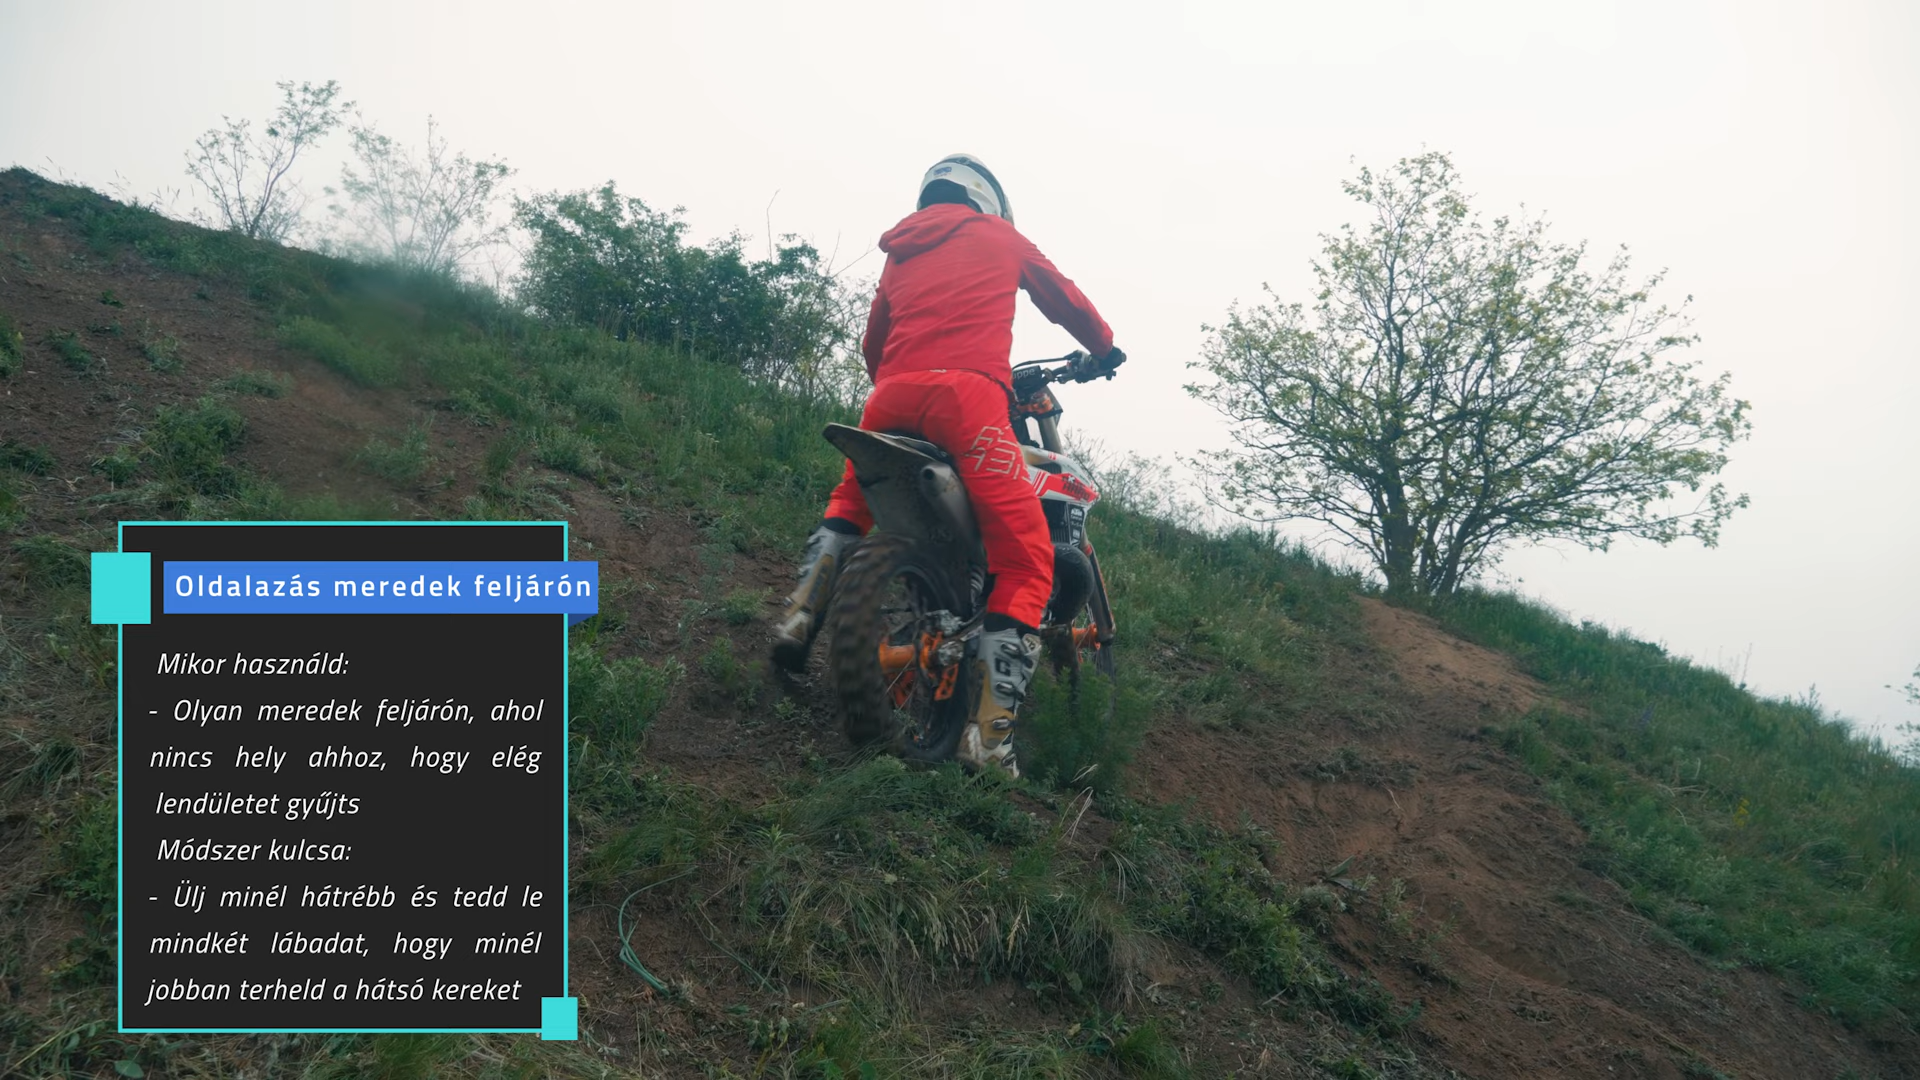 Oldalazás meredek feljárón
Mikor használd:
- Olyan meredek feljárón, ahol
nincs hely ahhoz, hogy elég
lendületet gyűjts
Módszer kulcsa:
- Ülj minél hátrébb és tedd le
mindkét lábadat, hogy minél
jobban terheld a hátsó kereket